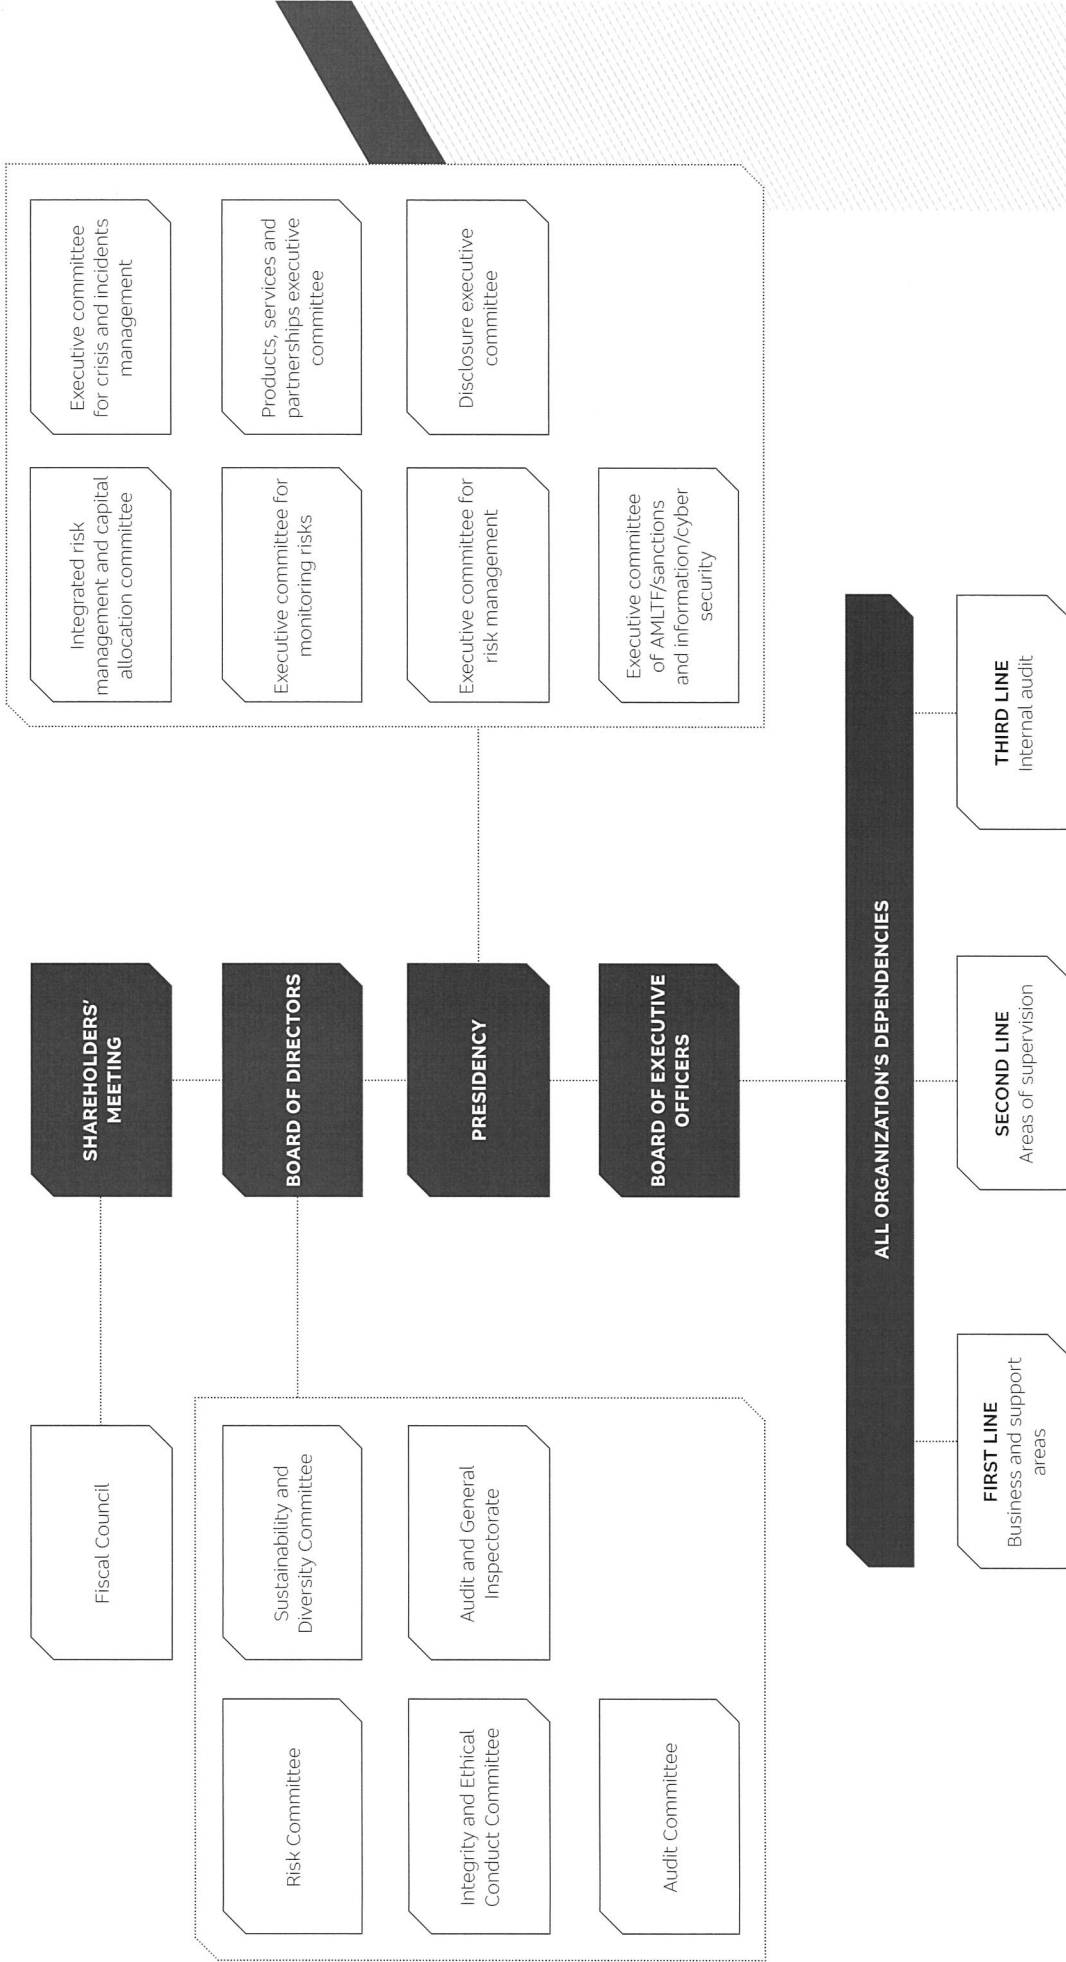 Fiscal Council
SHAREHOLDERS'
MEETING
Risk Committee
Sustainability and
Diversity Committee
BOARD OF DIRECTORS
Integrity and Ethical
Conduct Committee
Audit and General
Inspectorate
PRESIDENCY
Audit Committee
BOARD OF EXECUTIVE
OFFICERS
Integrated risk
management and capital
allocation committee
Executive committee
for crisis and incidents
management
Executive committee for
monitoring risks
Products, services and
partnerships executive
committee
Executive committee for
risk management
Disclosure executive
committee
Executive committee
of AMLTF/sanctions
and information/cyber
security
ALL ORGANIZATION'S DEPENDENCIES
FIRST LINE
Business and support
areas
SECOND LINE
Areas of supervision
THIRD LINE
Internal audit